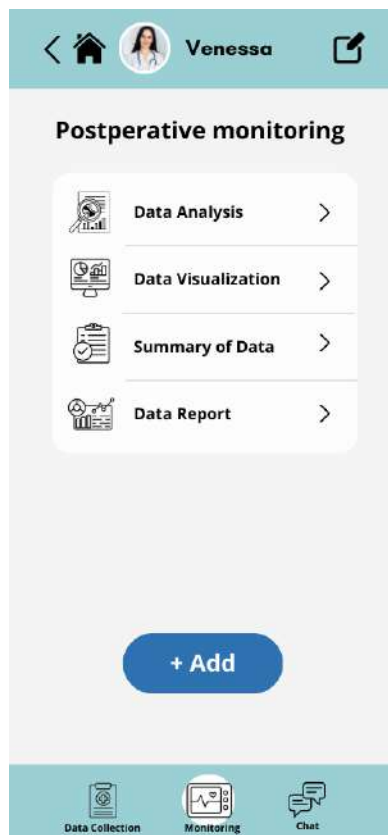 Venessa
Postperative monitoring
Data Analysis
Data Visualization
Summary of Data
Data Report
+ Add
Data Collection
Monitoring
Chat